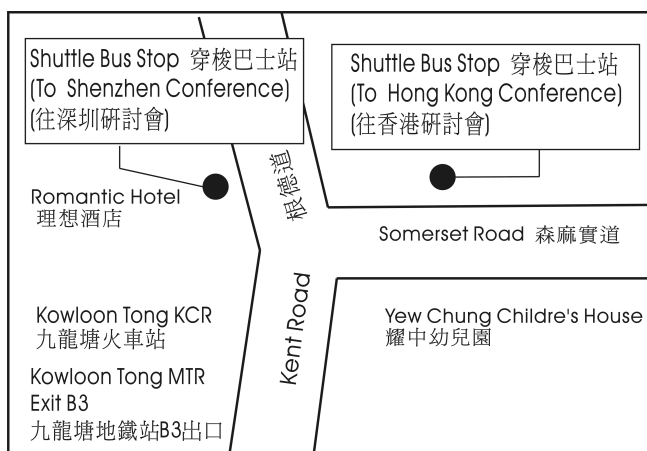 Shuttle Bus Stop 穿梭巴士站
(To Shenzhen Conference)
(往深圳研討會)
Shuttle Bus Stop 穿梭巴士站
(To Hong Kong Conference)
(往香港研討會)
根德道
Romantic Hotel
理想酒店
Somerset Road 森麻實道
Kent Road
Kowloon Tong KCR
九龍塘火車站
Yew Chung Childre's House
耀中幼兒園
Kowloon Tong MTR
Exit B3
九龍塘地鐵站B3出口